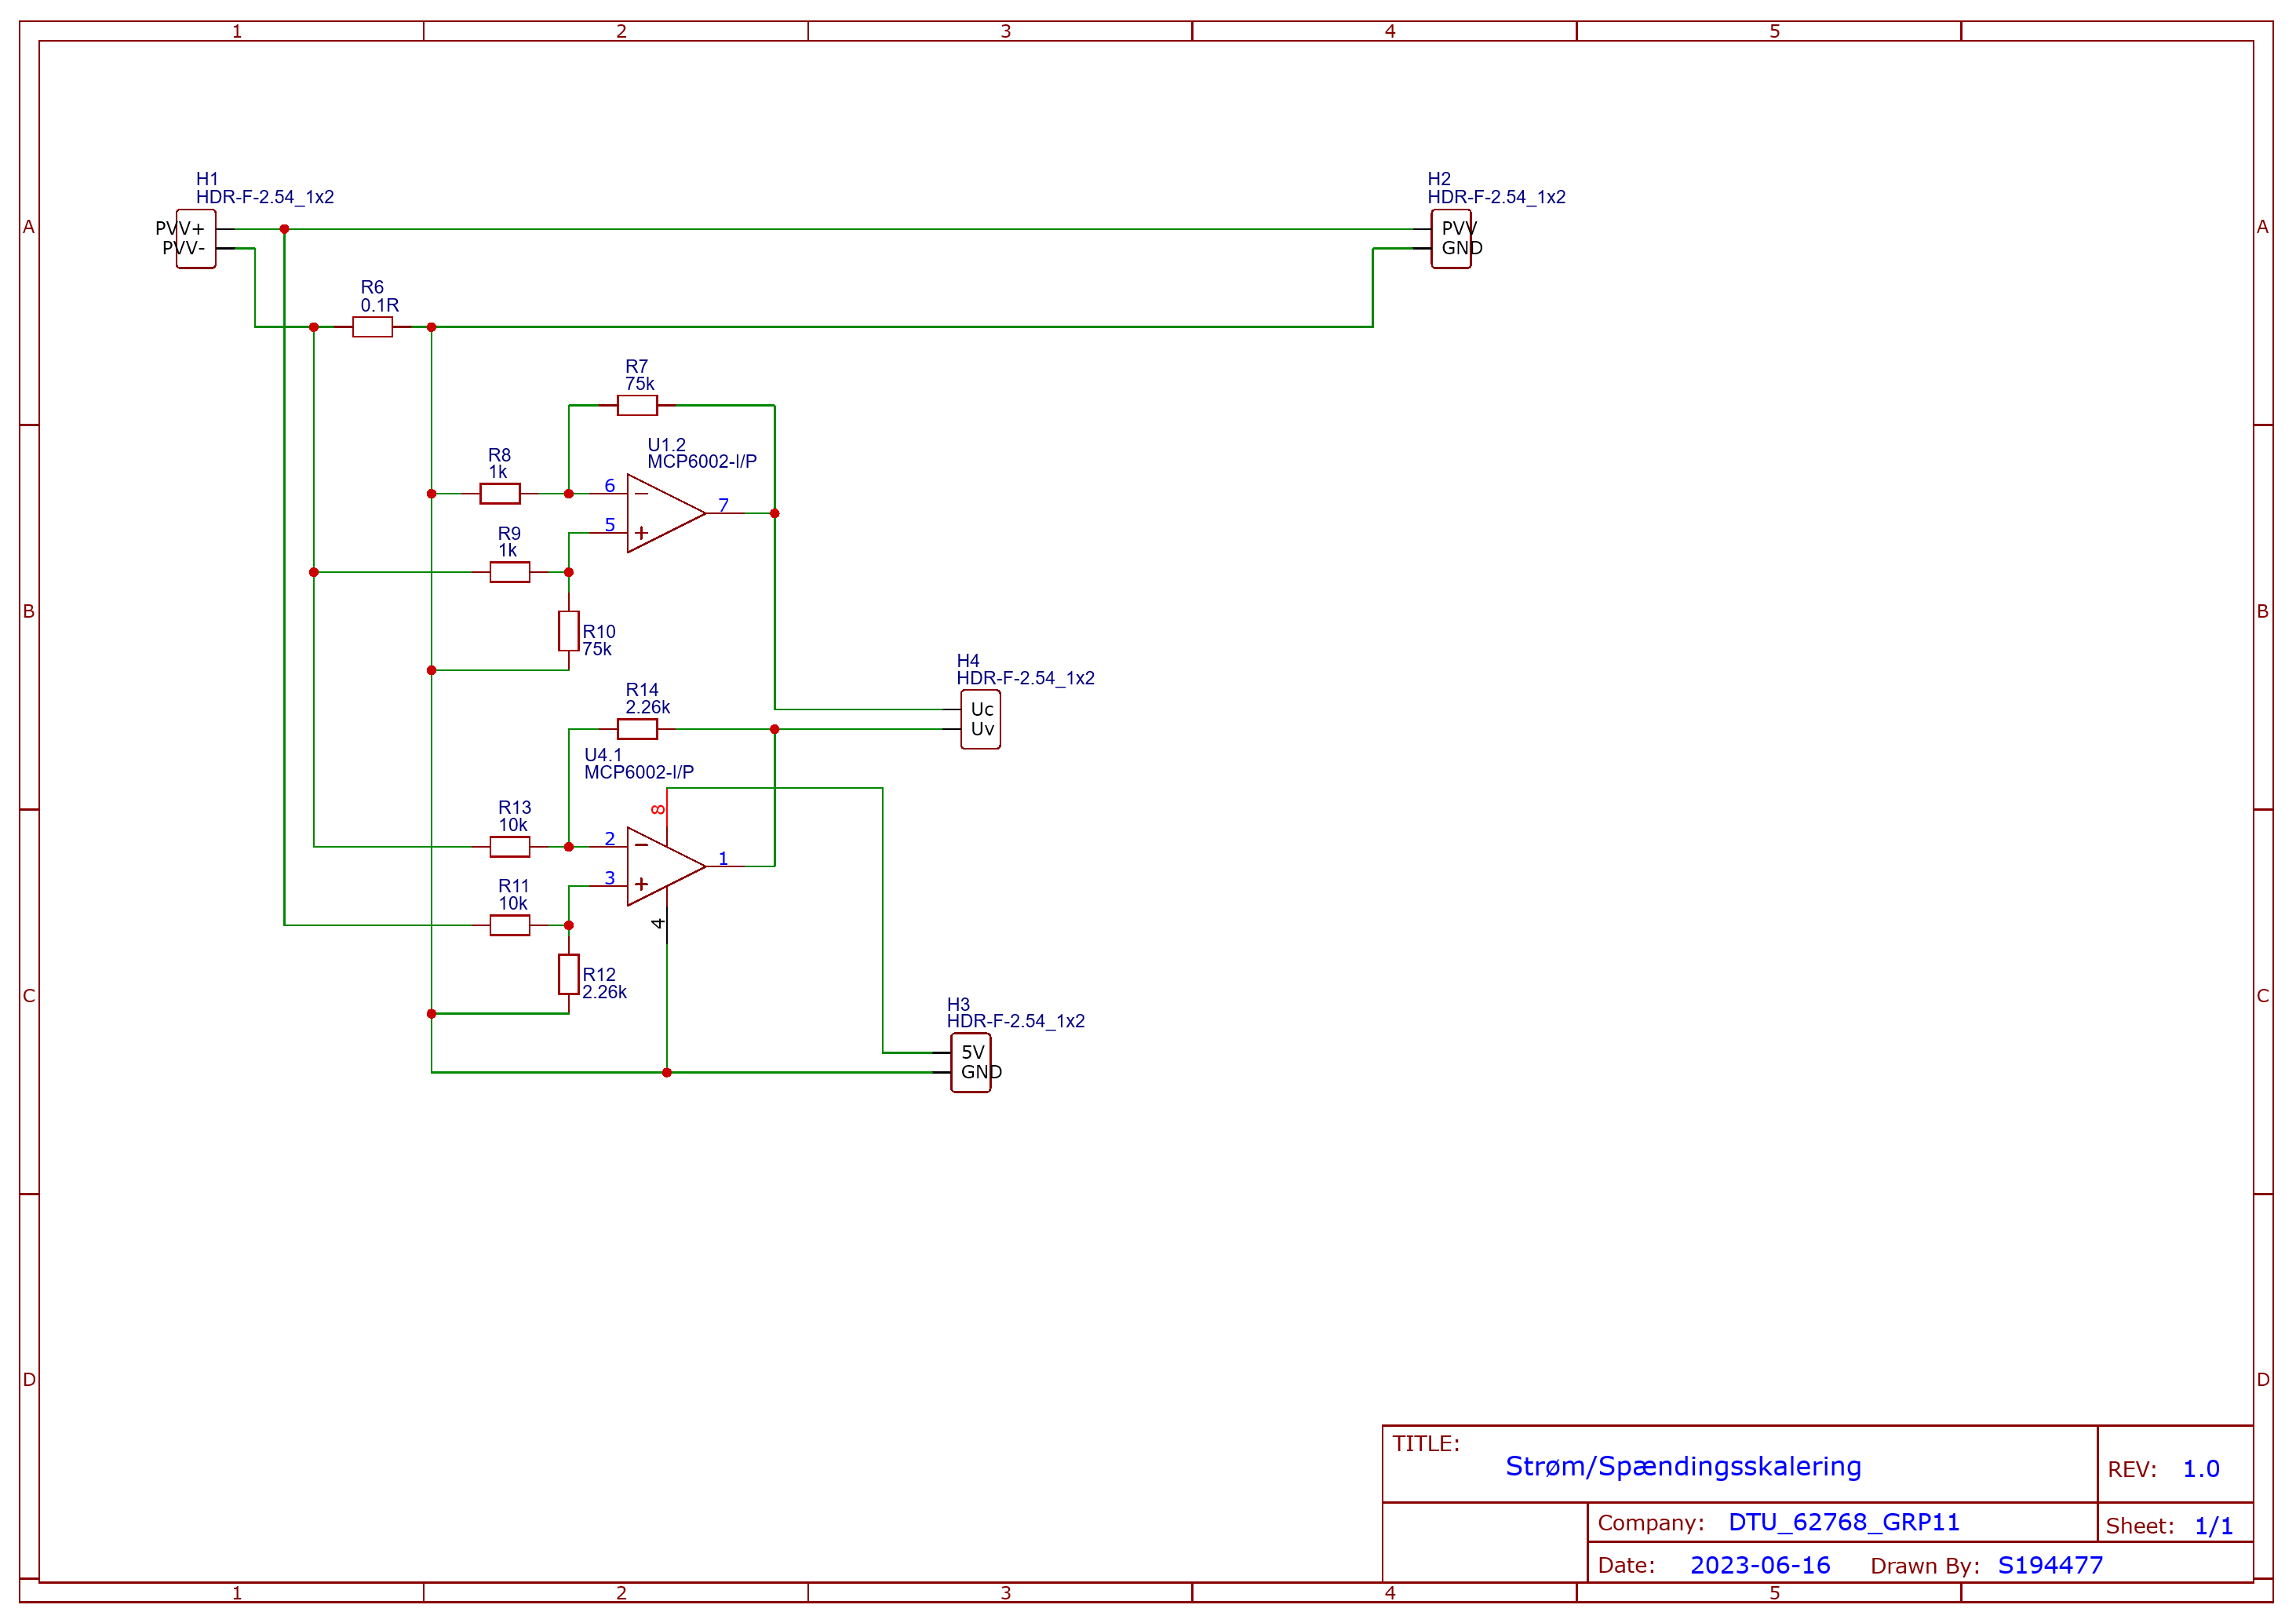 1 2 3 4 5
A A
H1
HDR-F-2.54_1x2
PVV+
PVV-
H2
HDR-F-2.54_1x2
PVV
GND
R6
0.1R
R7
75k
R8
1k
U1.2
MCP6002-I/P
6
5
7
R9
1k
B B
R10
75k
H4
HDR-F-2.54_1x2
Uc
Uv
R14
2.26k
U4.1
MCP6002-I/P
8
R13
10k
2
3
1
4
R11
10k
R12
2.26k
C C
H3
HDR-F-2.54_1x2
5V
GND
D D
TITLE:
Strøm/Spændingsskalering
REV: 1.0
Company: DTU_62768_GRP11
Sheet: 1/1
Date: 2023-06-16 Drawn By: S194477
1 2 3 4 5